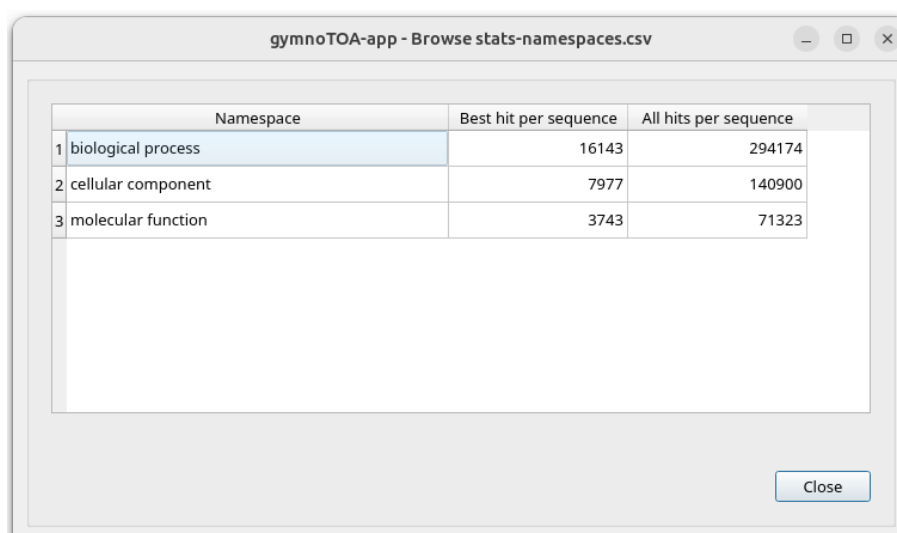 gymnoTOA-app - Browse stats-namespaces.csv
Namespace Best hit per sequence All hits per sequence
1 biological process 16143 294174
2 cellular component 7977 140900
3 molecular function 3743 71323
Close